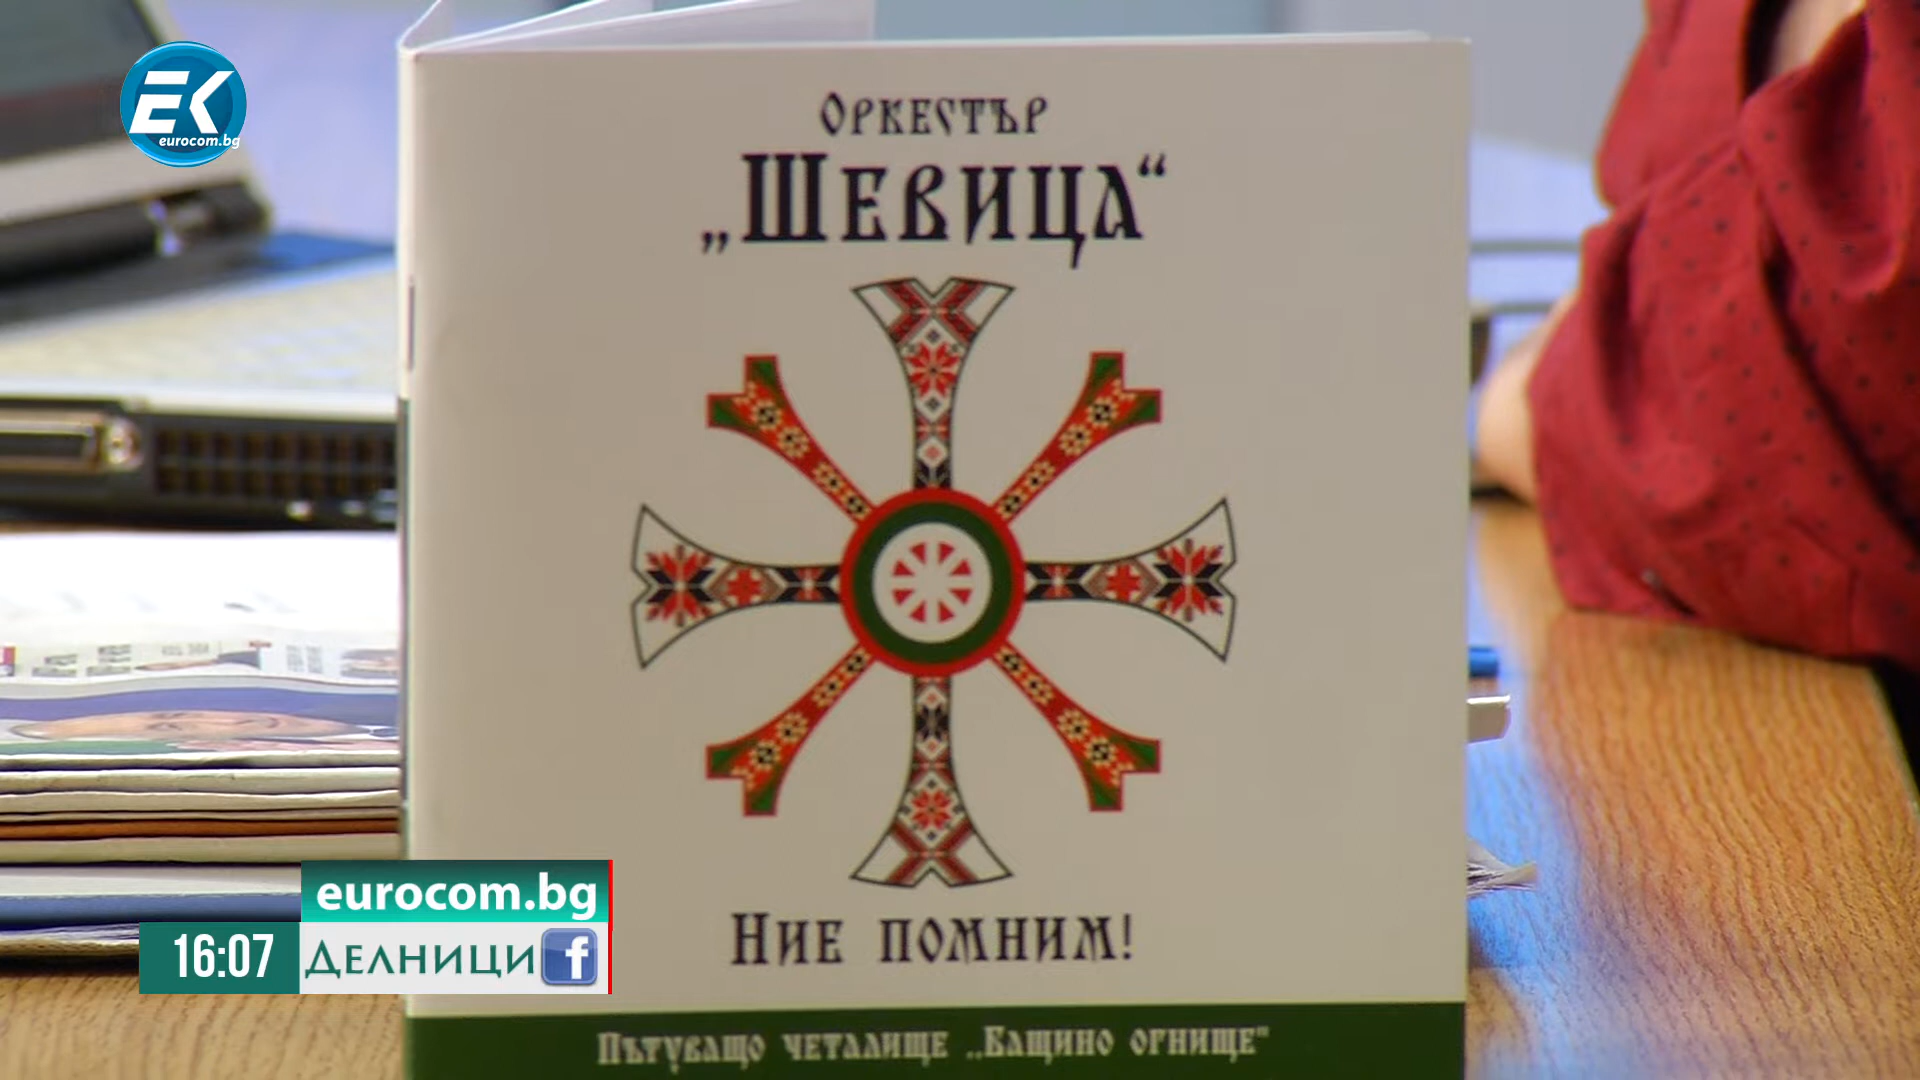 EK
eurocom.bg
Оркестър
„ШЕВИЦА“
Ние помним!
Пътуващо читалище „Бащино огнище“
eurocom.bg
16:07
ДЕЛНИЦИ f